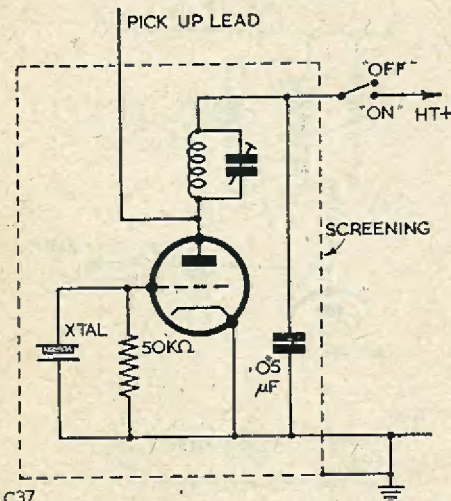 PICK UP LEAD
"OFF"
"ON"
HT+
SCREENING
XTAL
50KΩ
.05
µF
C37